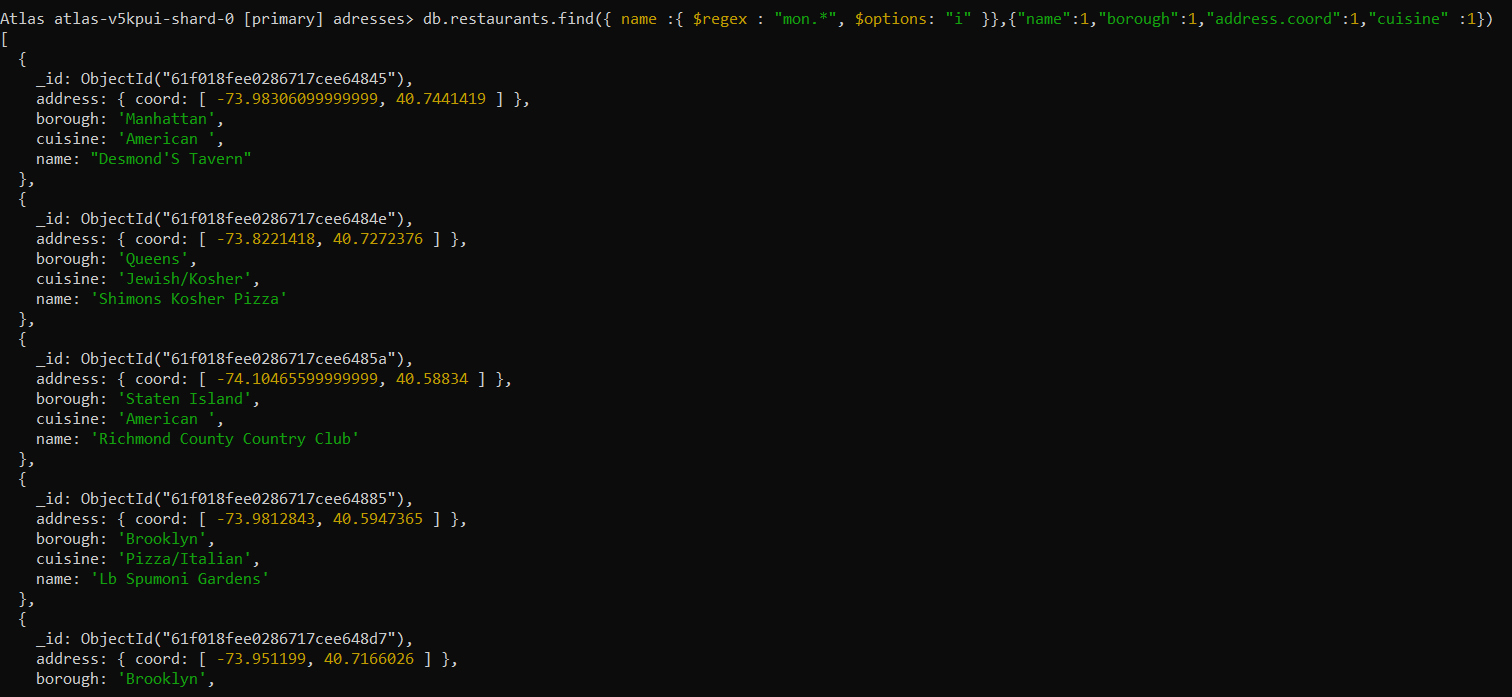 Atlas atlas-v5kpui-shard-0 [primary] adresses> db.restaurants.find({ name :{ $regex : "mon.*", $options: "i" }},{"name":1,"borough":1,"address.coord":1,"cuisine" :1})
[
  {
    _id: ObjectId("61f018fee0286717cee64845"),
    address: { coord: [ -73.98306099999999, 40.7441419 ] },
    borough: 'Manhattan',
    cuisine: 'American ',
    name: "Desmond'S Tavern"
  },
  {
    _id: ObjectId("61f018fee0286717cee6484e"),
    address: { coord: [ -73.8221418, 40.7272376 ] },
    borough: 'Queens',
    cuisine: 'Jewish/Kosher',
    name: 'Shimons Kosher Pizza'
  },
  {
    _id: ObjectId("61f018fee0286717cee6485a"),
    address: { coord: [ -74.10465599999999, 40.58834 ] },
    borough: 'Staten Island',
    cuisine: 'American ',
    name: 'Richmond County Country Club'
  },
  {
    _id: ObjectId("61f018fee0286717cee64885"),
    address: { coord: [ -73.9812843, 40.5947365 ] },
    borough: 'Brooklyn',
    cuisine: 'Pizza/Italian',
    name: 'Lb Spumoni Gardens'
  },
  {
    _id: ObjectId("61f018fee0286717cee648d7"),
    address: { coord: [ -73.951199, 40.7166026 ] },
    borough: 'Brooklyn',